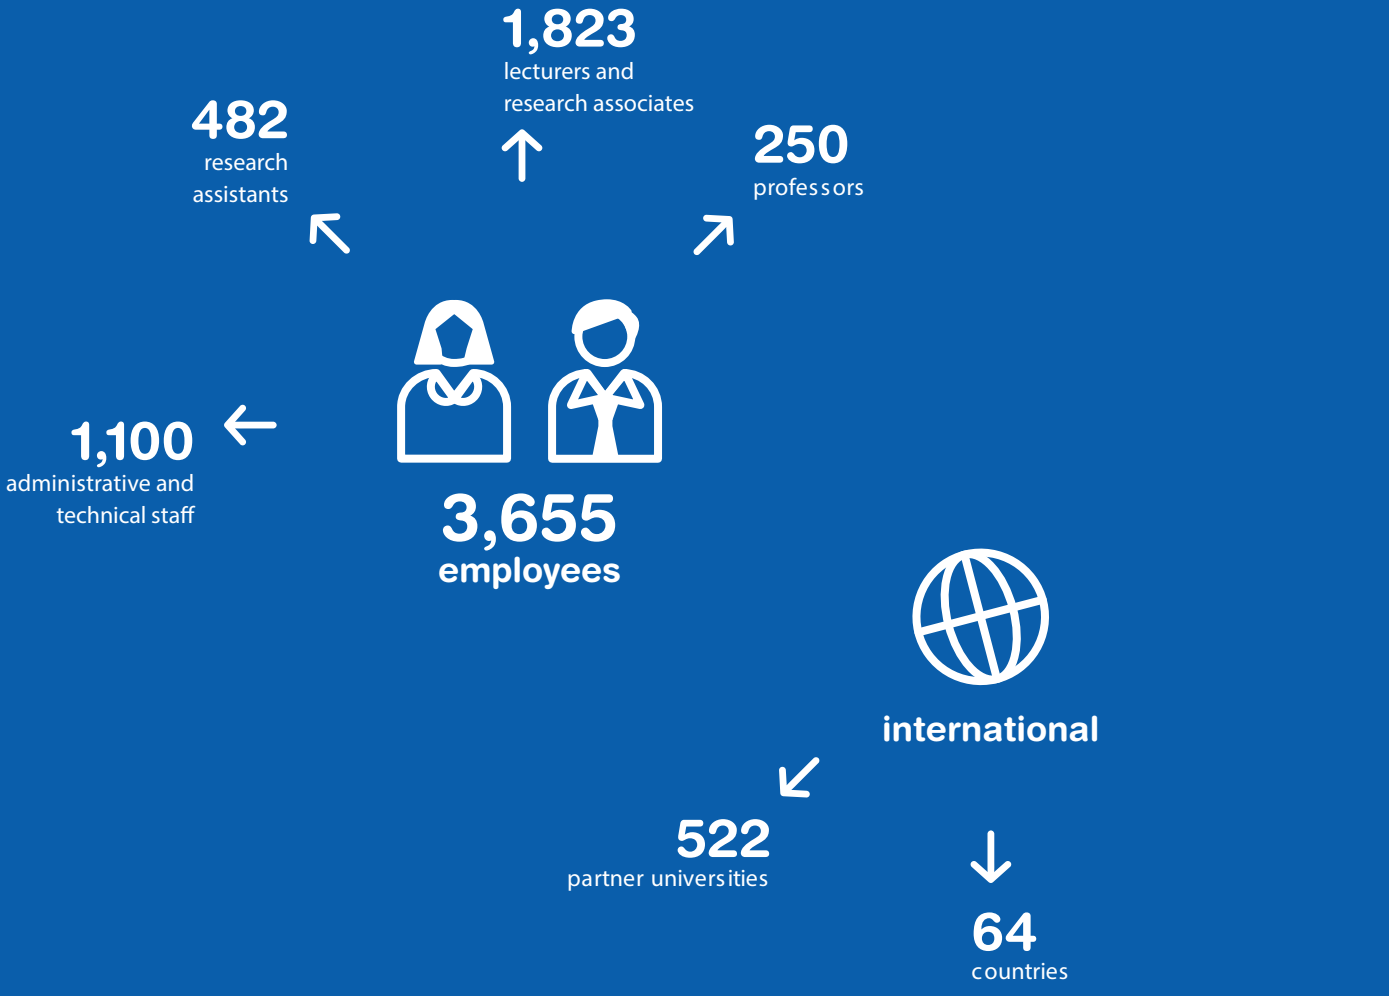 1,823
lecturers and
research associates
482
research
assistants
250
professors
1,100
administrative and
technical staff
3,655
employees
international
522
partner universities
64
countries